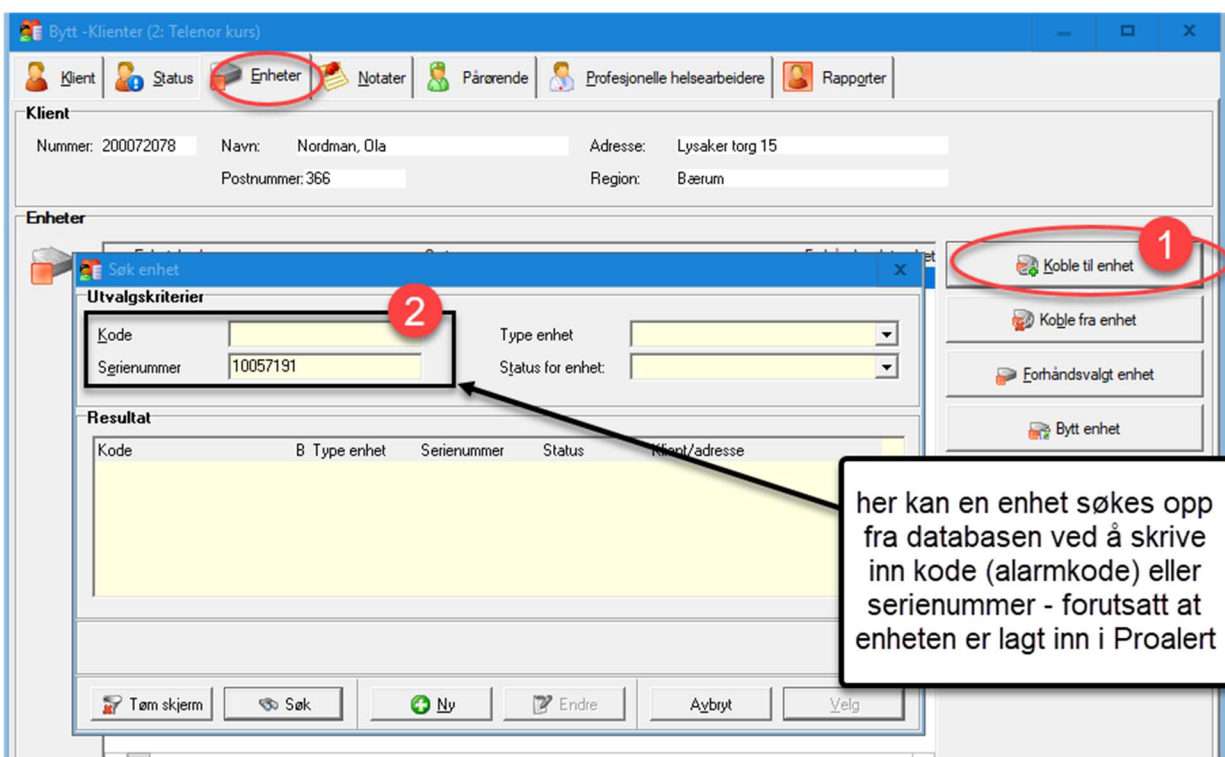 Bytt -Klienter (2: Telenor kurs)
Klient Status Enheter Notater Pårørende Profesjonelle helsearbeidere Rapporter
Klient
Nummer: 200072078 Navn: Nordman, Ola Adresse: Lysaker torg 15
Postnummer: 366 Region: Bærum
Enheter
1
Koble til enhet
Søk enhet
Utvalgskriterier
2
Kode Type enhet
Koble fra enhet
Serienummer 10057191 Status for enhet:
Forhåndsvalgt enhet
Resultat
Bytt enhet
Kode B Type enhet Serienummer Status Klient/adresse
her kan en enhet søkes opp
fra databasen ved å skrive
inn kode (alarmkode) eller
serienummer - forutsatt at
enheten er lagt inn i Proalert
Tøm skjerm Søk Ny Endre Avbryt Velg